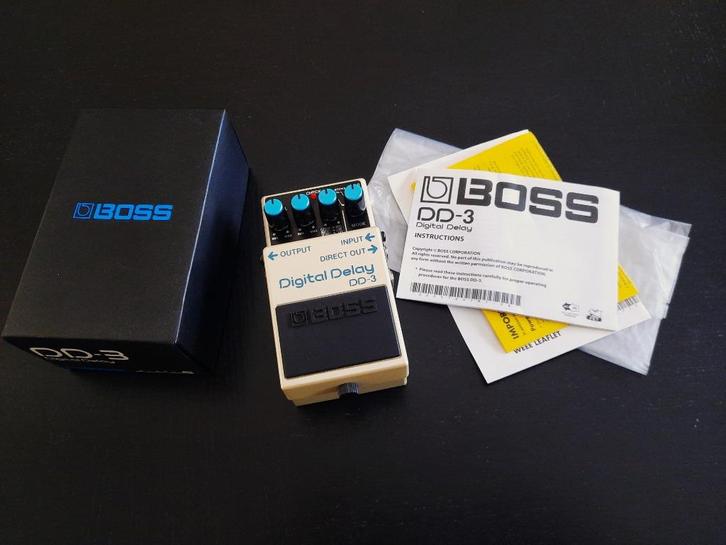 BOSS
DD-3
INPUT
OUTPUT
DIRECT OUT
Digital Delay
DD-3
BOSS
BOSS
DD-3
Digital Delay
INSTRUCTIONS
Copyright © BOSS CORPORATION
All rights reserved. No part of this publication may be reproduced in
any form without the written permission of BOSS CORPORATION.
* Please read these instructions carefully for proper operating
procedures for the BOSS DD-3.
WEEE LEAFLET